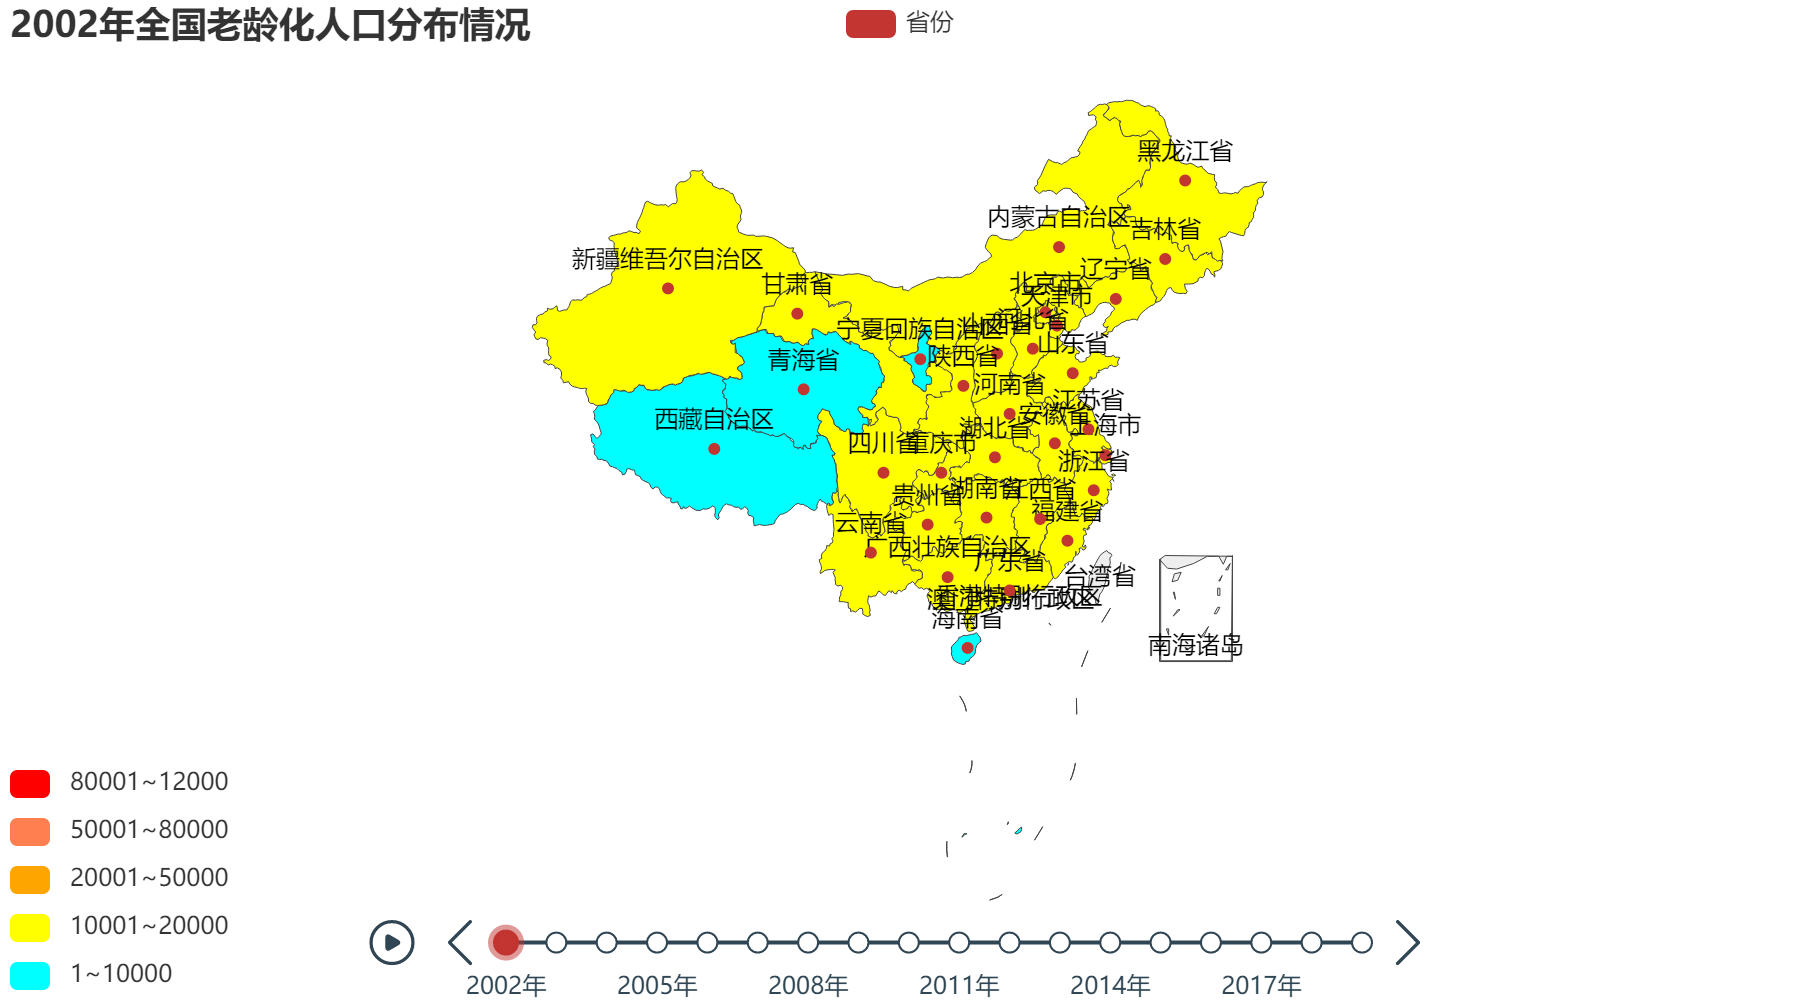 2002年全国老龄化人口分布情况
省份
黑龙江省
内蒙古自治区
吉林省
新疆维吾尔自治区
甘肃省
辽宁省
北京市
天津市
河北省
宁夏回族自治区
山西省
山东省
青海省
陕西省
河南省
江苏省
西藏自治区
安徽省
上海市
湖北省
四川省
重庆市
浙江省
贵州省
湖南省
江西省
福建省
云南省
广西壮族自治区
广东省
台湾省
香港特别行政区
澳门特别行政区
海南省
南海诸岛
80001~12000
50001~80000
20001~50000
10001~20000
1~10000
2002年
2005年
2008年
2011年
2014年
2017年